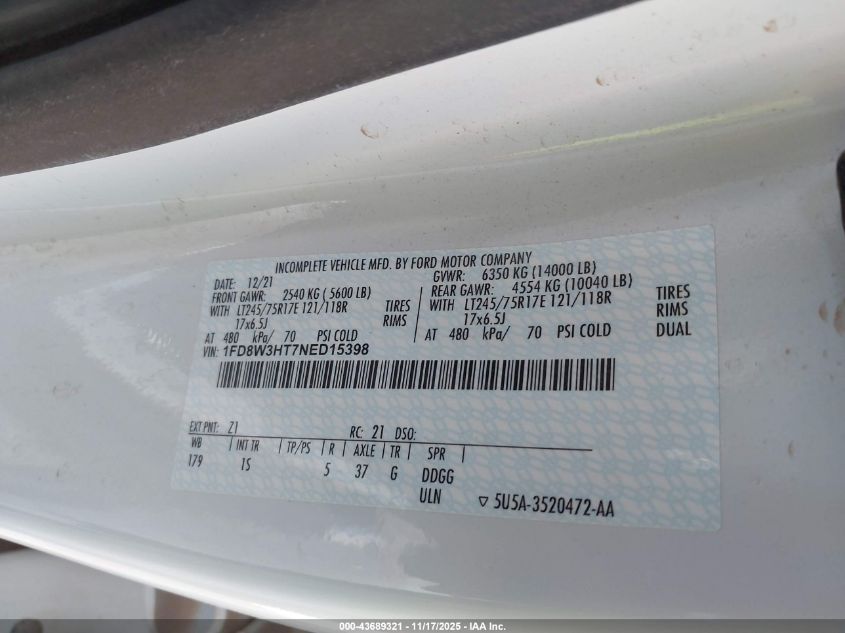 INCOMPLETE VEHICLE MFD. BY FORD MOTOR COMPANY
DATE: 12/21 GVWR: 6350 KG (14000 LB)
FRONT GAWR: 2540 KG ( 5600 LB) REAR GAWR: 4554 KG (10040 LB)
WITH LT245/75R17E 121/118R TIRES WITH LT245/75R17E 121/118R TIRES
17x6.5J RIMS 17x6.5J RIMS
AT 480 kPa/ 70 PSI COLD AT 480 kPa/ 70 PSI COLD DUAL
VIN: 1FD8W3HT7NED15398
EXT PNT: Z1 RC: 21 DSO:
WB INT TR TP/PS R AXLE TR SPR
179 1S 5 37 G DDGG
ULN 5U5A-3520472-AA
000-43689321 - 11/17/2025 - IAA Inc.